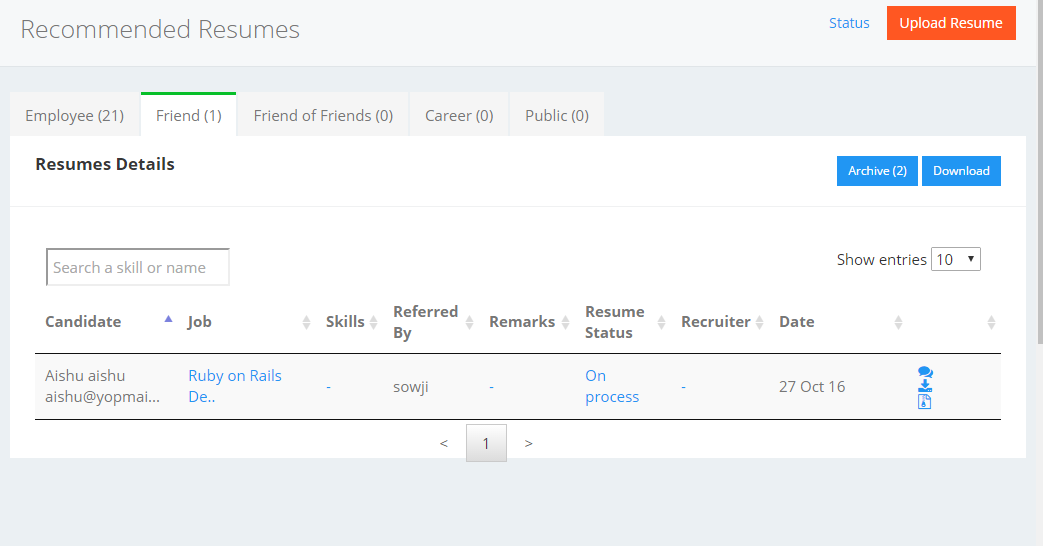 Recommended Resumes
Status
Upload Resume
Employee (21)
Friend (1)
Friend of Friends (0)
Career (0)
Public (0)
Resumes Details
Archive (2)
Download
Search a skill or name
Show entries 10
Candidate
Job
Skills
Referred
By
Remarks
Resume
Status
Recruiter
Date
Aishu aishu
aishu@yopmai...
Ruby on Rails
De..
-
sowji
-
On
process
-
27 Oct 16
< 1 >